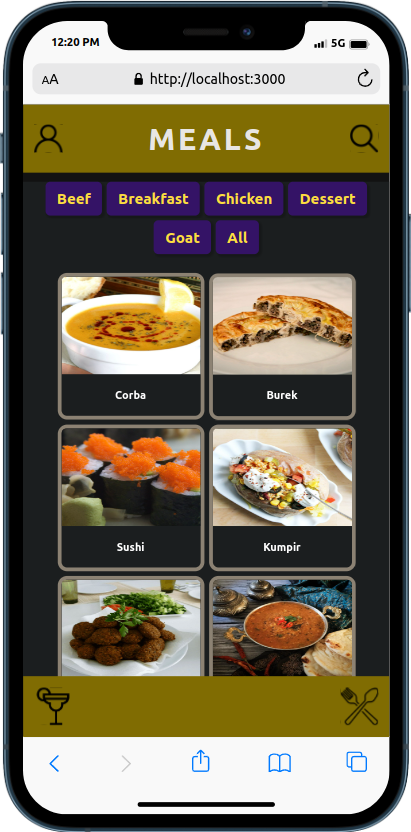 12:20 PM 5G
AA http://localhost:3000
MEALS
Beef Breakfast Chicken Dessert
Goat All
Corba Burek
Sushi Kumpir